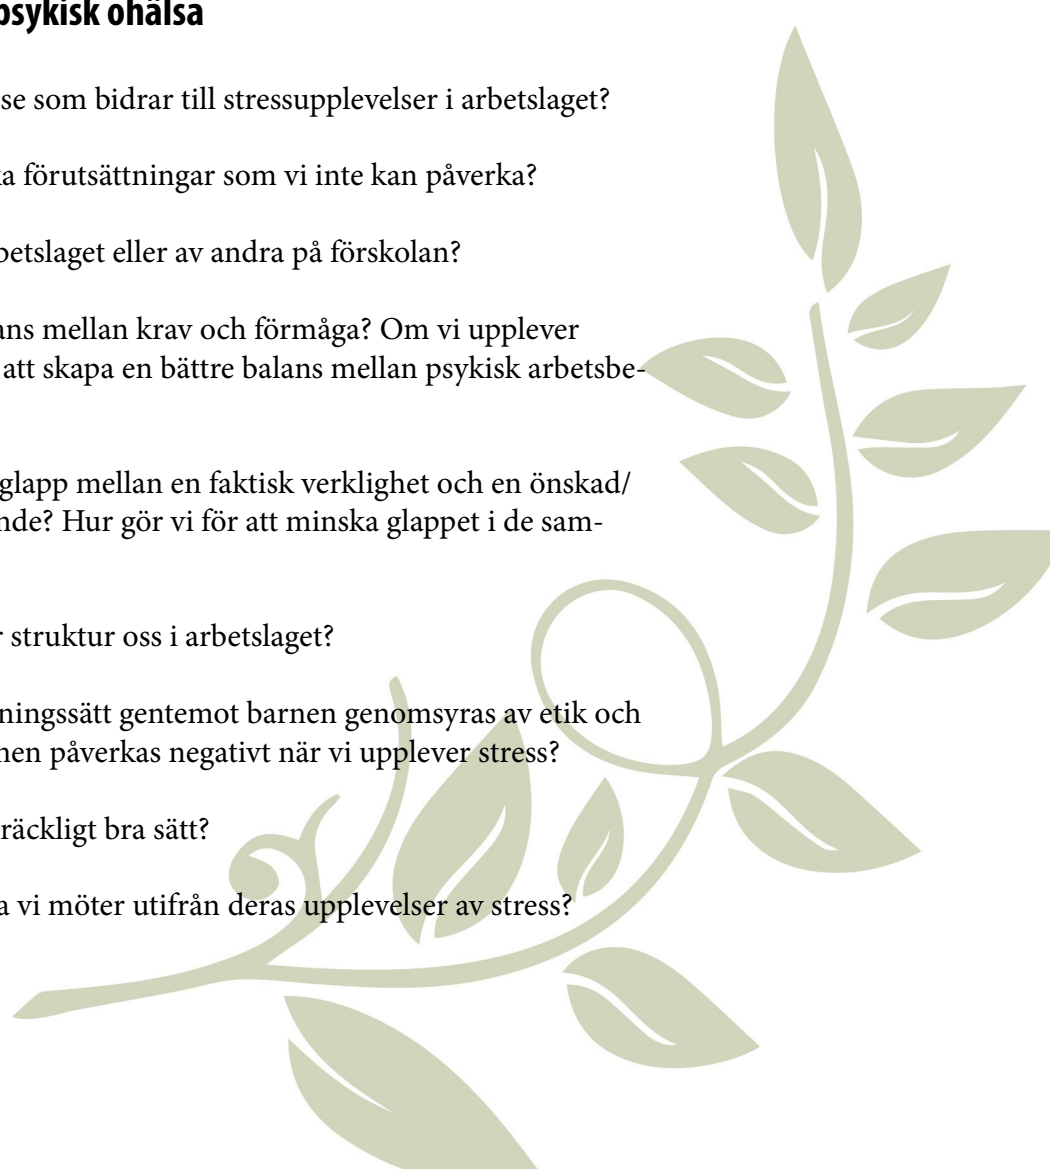 psykisk ohälsa
se som bidrar till stressupplevelser i arbetslaget?
ka förutsättningar som vi inte kan påverka?
betslaget eller av andra på förskolan?
ans mellan krav och förmåga? Om vi upplever
att skapa en bättre balans mellan psykisk arbetsbe-
glapp mellan en faktisk verklighet och en önskad/
nde? Hur gör vi för att minska glappet i de sam-
r struktur oss i arbetslaget?
ningssätt gentemot barnen genomsyras av etik och
nen påverkas negativt när vi upplever stress?
räckligt bra sätt?
a vi möter utifrån deras upplevelser av stress?